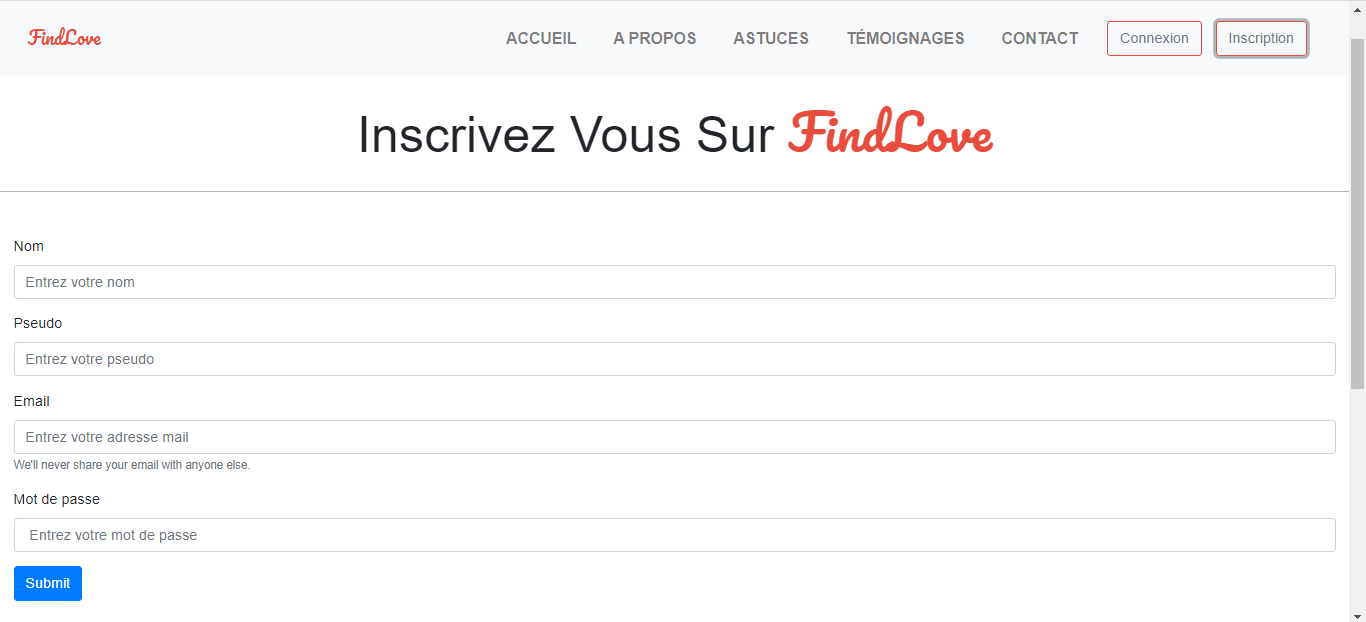 FindLove ACCUEIL A PROPOS ASTUCES TÉMOIGNAGES CONTACT Connexion Inscription
Inscrivez Vous Sur FindLove
Nom
Entrez votre nom
Pseudo
Entrez votre pseudo
Email
Entrez votre adresse mail
We'll never share your email with anyone else.
Mot de passe
Entrez votre mot de passe
Submit